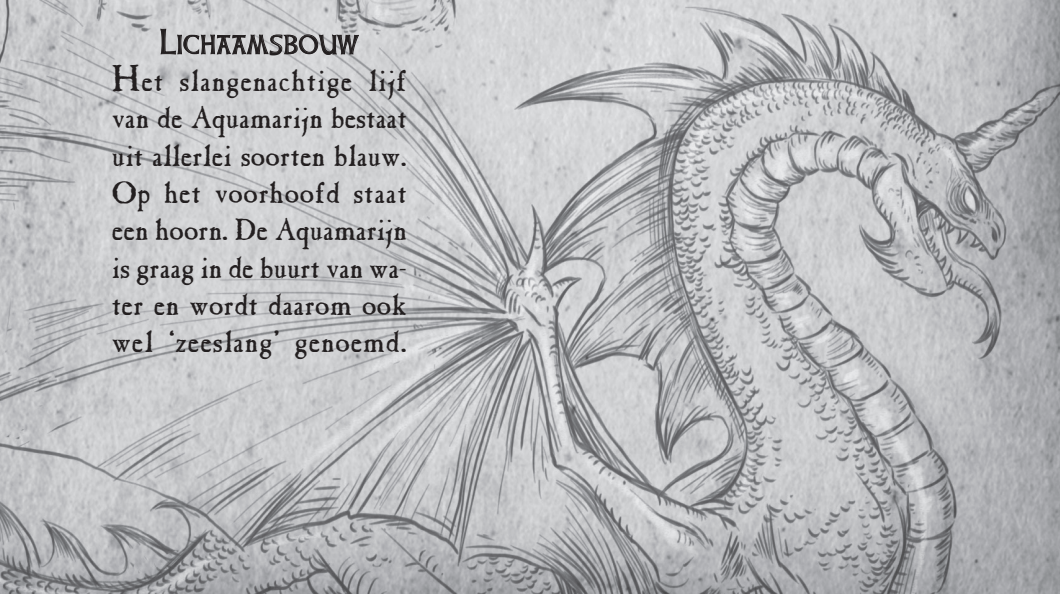 Lichaamsbouw
Het slangenachtige lijf
van de Aquamarijn bestaat
uit allerlei soorten blauw.
Op het voorhoofd staat
een hoorn. De Aquamarijn
is graag in de buurt van wa-
ter en wordt daarom ook
wel ‘zeeslang’ genoemd.